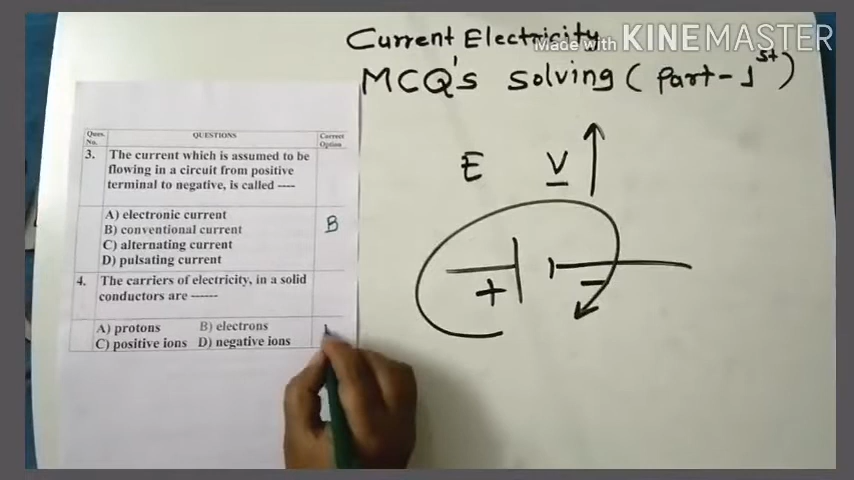 Current Electricity
Made with KINEMASTER
MCQ's Solving (Part-1st)
Ques. No. QUESTIONS Correct Option
3. The current which is assumed to be
flowing in a circuit from positive
terminal to negative, is called ----
A) electronic current
B) conventional current
C) alternating current
D) pulsating current
B
4. The carriers of electricity, in a solid
conductors are ------
A) protons B) electrons
C) positive ions D) negative ions
E V
+ −